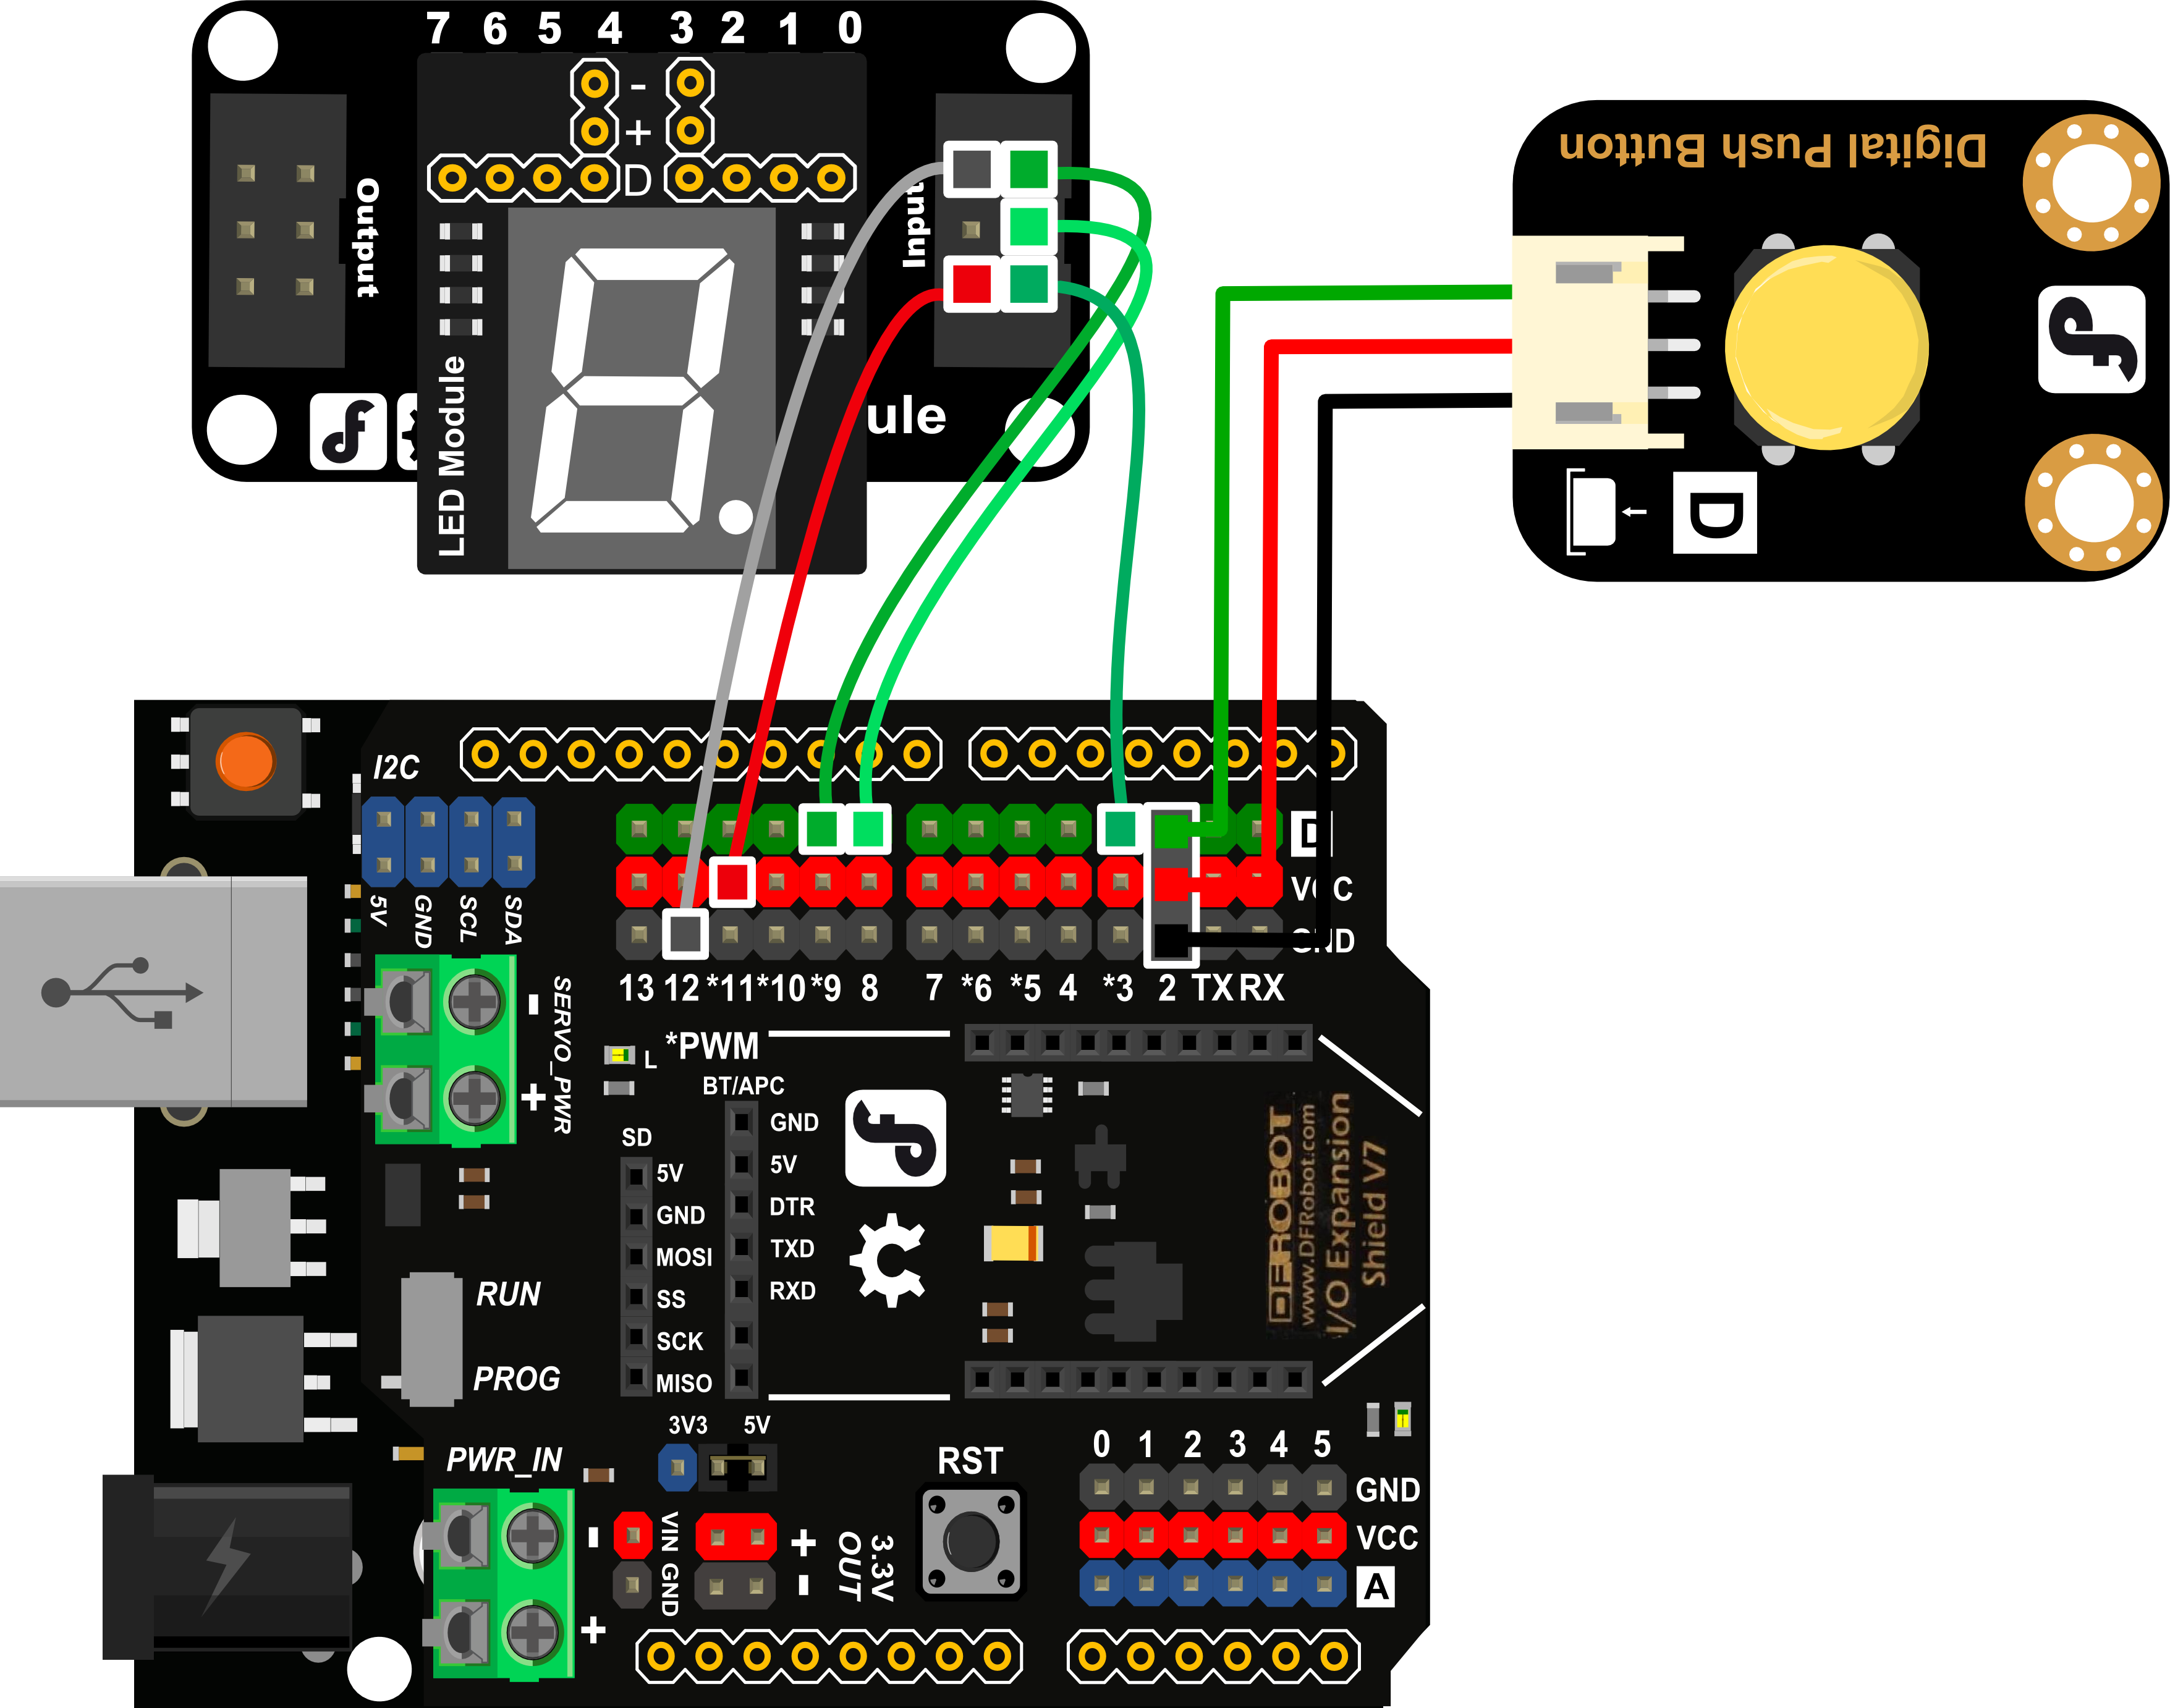 7 6 5 4 3 2 1 0
-
+
D
Output
Input
LED Module
ule
Digital Push Button
D
I2C
5V GND SCL SDA
D
VCC
GND
13 12 *11 *10 *9 8 7 *6 *5 4 *3 2 TX RX
SERVO_PWR
-
+
L
*PWM
BT/APC
GND
5V
DTR
TXD
RXD
SD
5V
GND
MOSI
SS
SCK
MISO
DFROBOT
www.DFRobot.com
I/O Expansion
Shield V7
RUN
PROG
3V3 5V
PWR_IN
-
+
VIN GND
+
-
3.3V
OUT
RST
0 1 2 3 4 5
GND
VCC
A